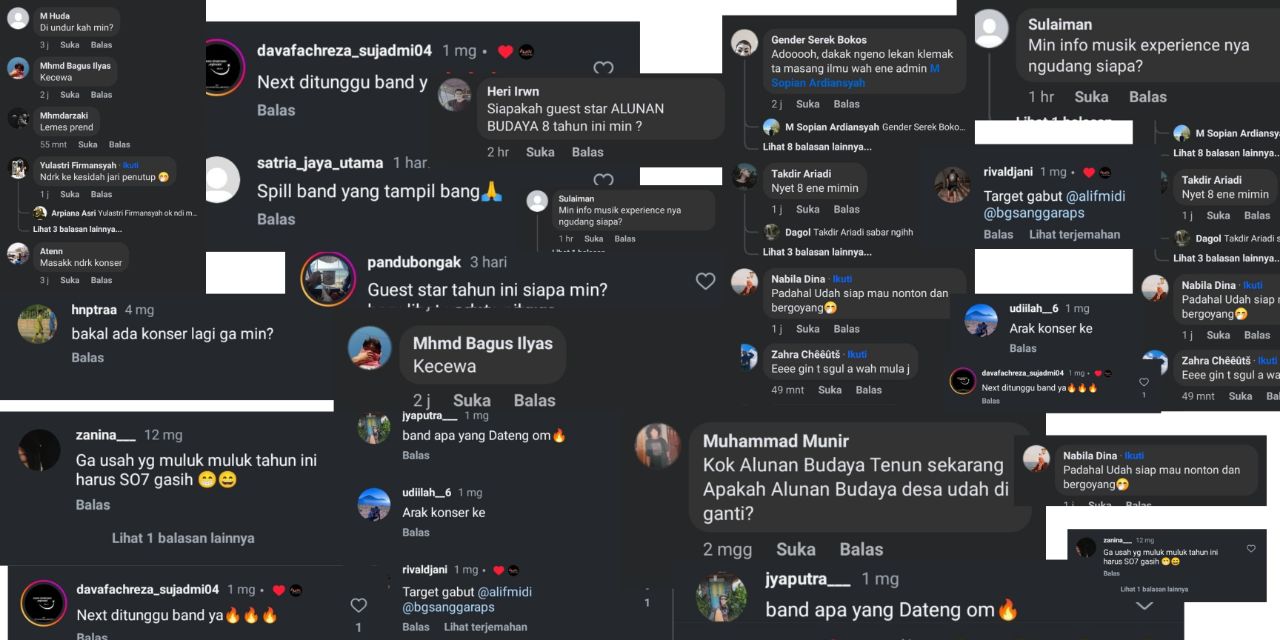 M Huda
Di undur kah min?
3 j Suka Balas
Mhmd Bagus Ilyas
Kecewa
2 j Suka Balas
Mhmdarzaki
Lemes prend
55 mnt Suka Balas
Yulastri Firmansyah · Ikuti
Ndrk ke kesidah jari penutup 🤭
1 j Suka Balas
Arpiana Asri Yulastri Firmansyah ok ndi m...
Lihat 3 balasan lainnya...
Atenn
Masakk ndrk konser
3 j Suka Balas
davafachreza_sujadmi04 1 mg •
Next ditunggu band y
Balas
satria_jaya_utama 1 har
Spill band yang tampil bang🙏
Balas
Heri Irwn
Siapakah guest star ALUNAN
BUDAYA 8 tahun ini min ?
2 hr Suka Balas
Sulaiman
Min info musik experience nya
ngudang siapa?
1 hr Suka Balas
pandubongak 3 hari
Guest star tahun ini siapa min?
hnptraa 4 mg
bakal ada konser lagi ga min?
Balas
Mhmd Bagus Ilyas
Kecewa
2 j Suka Balas
Gender Serek Bokos
Adooooh, dakak ngeno lekan klemak
ta masang ilmu wah ene admin M
Sopian Ardiansyah
2 j Suka Balas
M Sopian Ardiansyah Gender Serek Boko...
Lihat 8 balasan lainnya...
Takdir Ariadi
Nyet 8 ene mimin
1 j Suka Balas
Dagol Takdir Ariadi sabar ngihh
Lihat 3 balasan lainnya...
Nabila Dina · Ikuti
Padahal Udah siap mau nonton dan
bergoyang🤭
1 j Suka Balas
Zahra Chêêûtš · Ikuti
Eeee gin t sgul a wah mula j
49 mnt Suka Balas
Sulaiman
Min info musik experience nya
ngudang siapa?
1 hr Suka Balas
Lihat 1 balasan
M Sopian Ardiansy
Lihat 8 balasan lainnya..
Takdir Ariadi
Nyet 8 ene mimin
1 j Suka Balas
Dagol Takdir Ariadi s
Lihat 3 balasan lainnya..
Nabila Dina · Ikuti
Padahal Udah siap m
bergoyang🤭
1 j Suka Balas
Zahra Chêêûtš · Ikuti
Eeee gin t sgul a wah
49 mnt Suka Ba
rivaldjani 1 mg •
Target gabut @alifmidi
@bgsanggaraps
Balas Lihat terjemahan
udiilah__6 1 mg
Arak konser ke
Balas
davafachreza_sujadmi04 1 mg •
Next ditunggu band ya🔥🔥🔥
Balas
1
zanina___ 12 mg
Ga usah yg muluk muluk tahun ini
harus SO7 gasih 😁😄
Balas
Lihat 1 balasan lainnya
davafachreza_sujadmi04 1 mg •
Next ditunggu band ya🔥🔥🔥
Balas
1
jyaputra___ 1 mg
band apa yang Dateng om🔥
Balas
udiilah__6 1 mg
Arak konser ke
Balas
rivaldjani 1 mg •
Target gabut @alifmidi
@bgsanggaraps
Balas Lihat terjemahan
1
Muhammad Munir
Kok Alunan Budaya Tenun sekarang
Apakah Alunan Budaya desa udah di
ganti?
2 mgg Suka Balas
jyaputra___ 1 mg
band apa yang Dateng om🔥
Nabila Dina · Ikuti
Padahal Udah siap mau nonton dan
bergoyang🤭
1 j Suka Balas
zanina___ 12 mg
Ga usah yg muluk muluk tahun ini
harus SO7 gasih 😁😄
Balas
Lihat 1 balasan lainnya